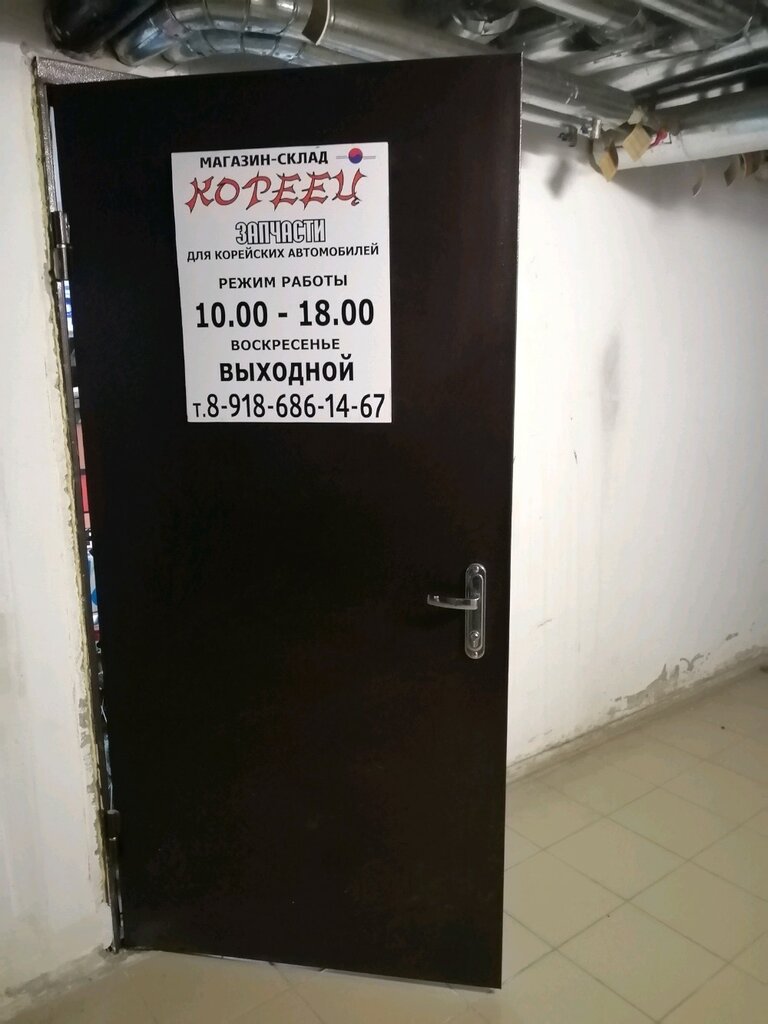 МАГАЗИН-СКЛАД
КОРЕЕЦ
ЗАПЧАСТИ
ДЛЯ КОРЕЙСКИХ АВТОМОБИЛЕЙ
РЕЖИМ РАБОТЫ
10.00 - 18.00
ВОСКРЕСЕНЬЕ
ВЫХОДНОЙ
т.8-918-686-14-67